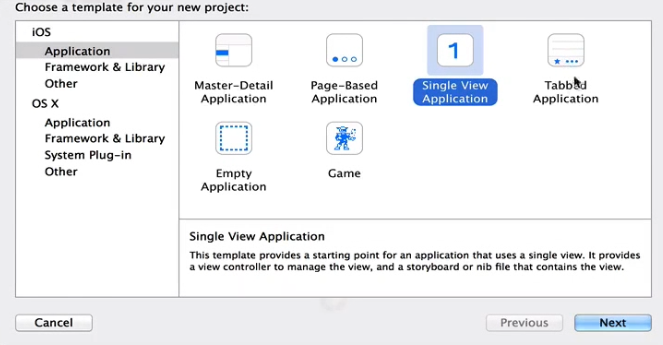 Choose a template for your new project:
iOS
Application
Framework & Library
Other
OS X
Application
Framework & Library
System Plug-in
Other
Master-Detail
Application
Page-Based
Application
1
Single View
Application
Tabbed
Application
Empty
Application
Game
Single View Application
This template provides a starting point for an application that uses a single view. It provides
a view controller to manage the view, and a storyboard or nib file that contains the view.
Cancel
Previous
Next